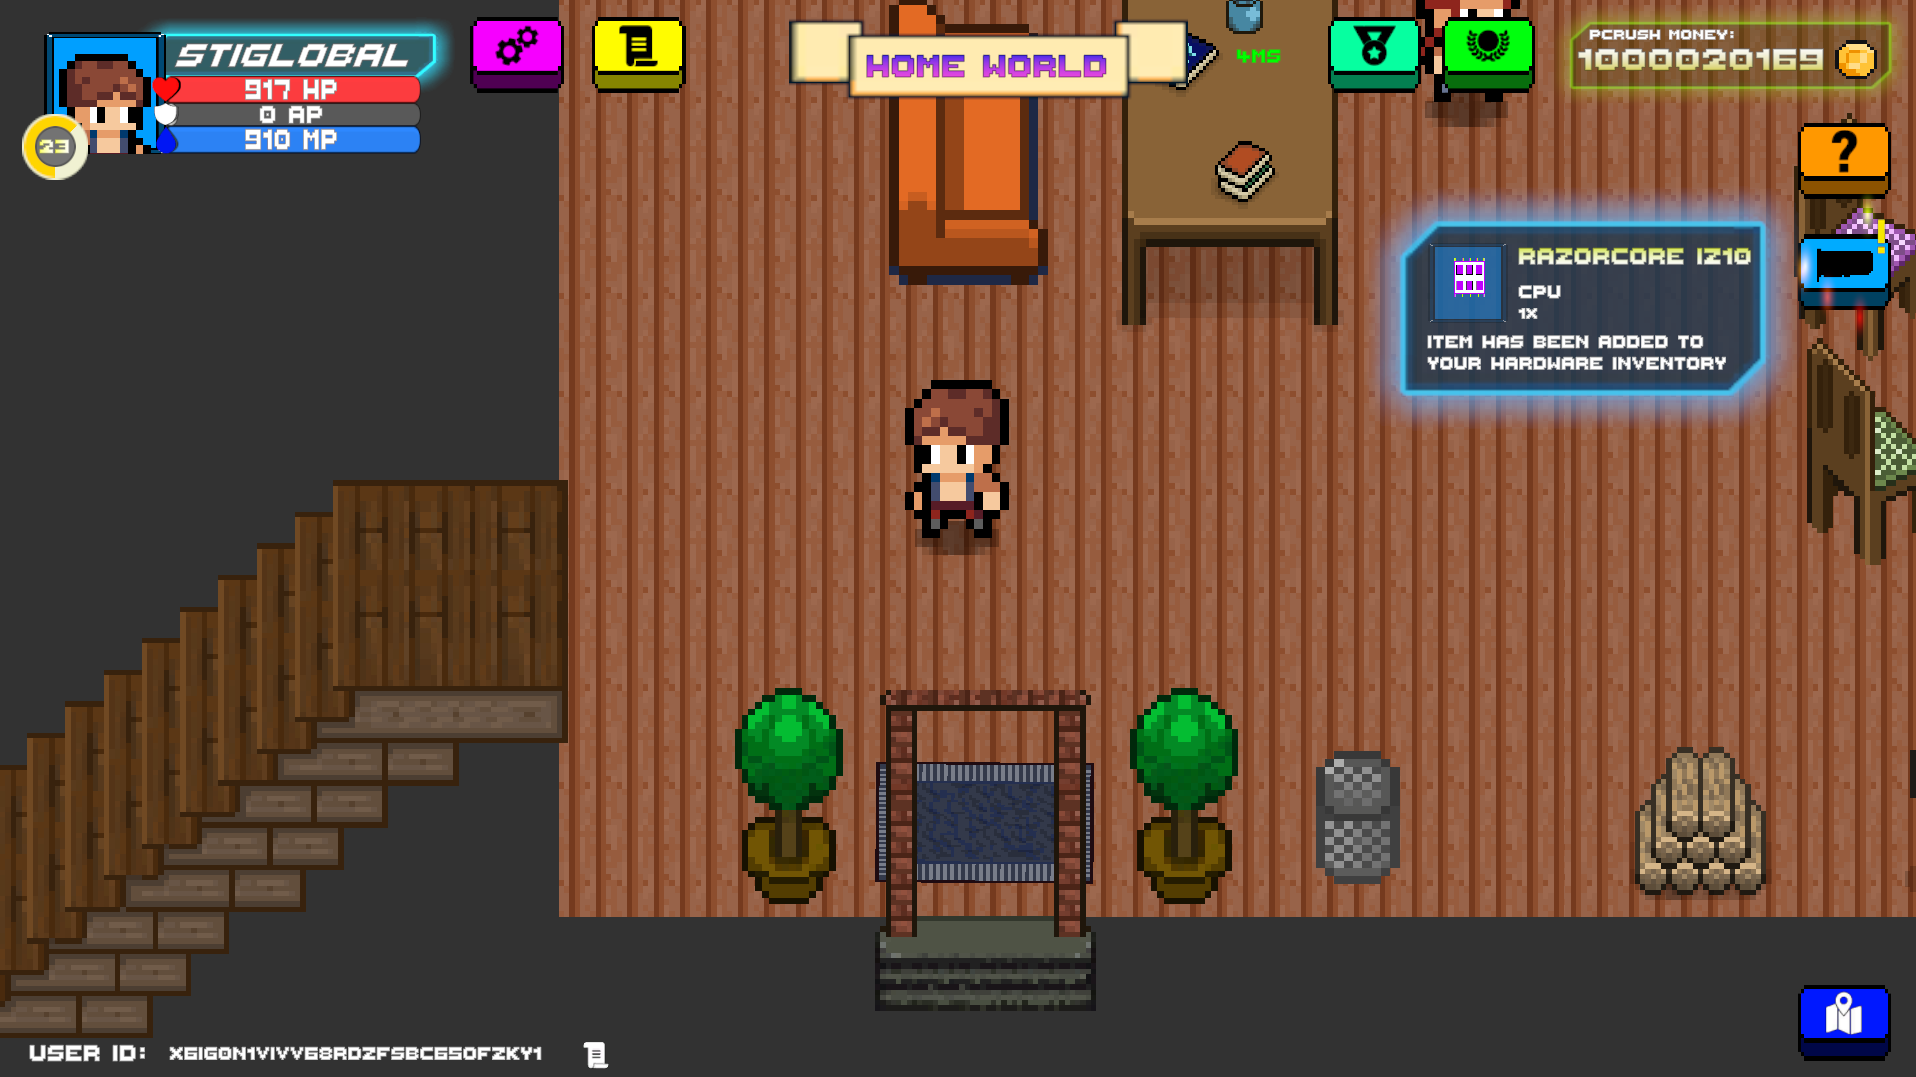 STIGLOBAL
917 HP
0 AP
910 MP
23
HOME WORLD
4MS
PCRUSH MONEY:
1000020169
?
RAZORCORE IZ10
CPU
1X
ITEM HAS BEEN ADDED TO
YOUR HARDWARE INVENTORY
USER ID: X6IG0N1VIVV68RDZFSBC65OFZKY1